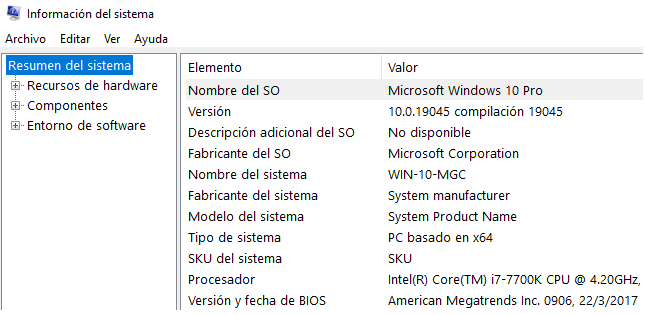 Información del sistema
Archivo Editar Ver Ayuda
Resumen del sistema
Recursos de hardware
Componentes
Entorno de software
Elemento Valor
Nombre del SO Microsoft Windows 10 Pro
Versión 10.0.19045 compilación 19045
Descripción adicional del SO No disponible
Fabricante del SO Microsoft Corporation
Nombre del sistema WIN-10-MGC
Fabricante del sistema System manufacturer
Modelo del sistema System Product Name
Tipo de sistema PC basado en x64
SKU del sistema SKU
Procesador Intel(R) Core(TM) i7-7700K CPU @ 4.20GHz,
Versión y fecha de BIOS American Megatrends Inc. 0906, 22/3/2017